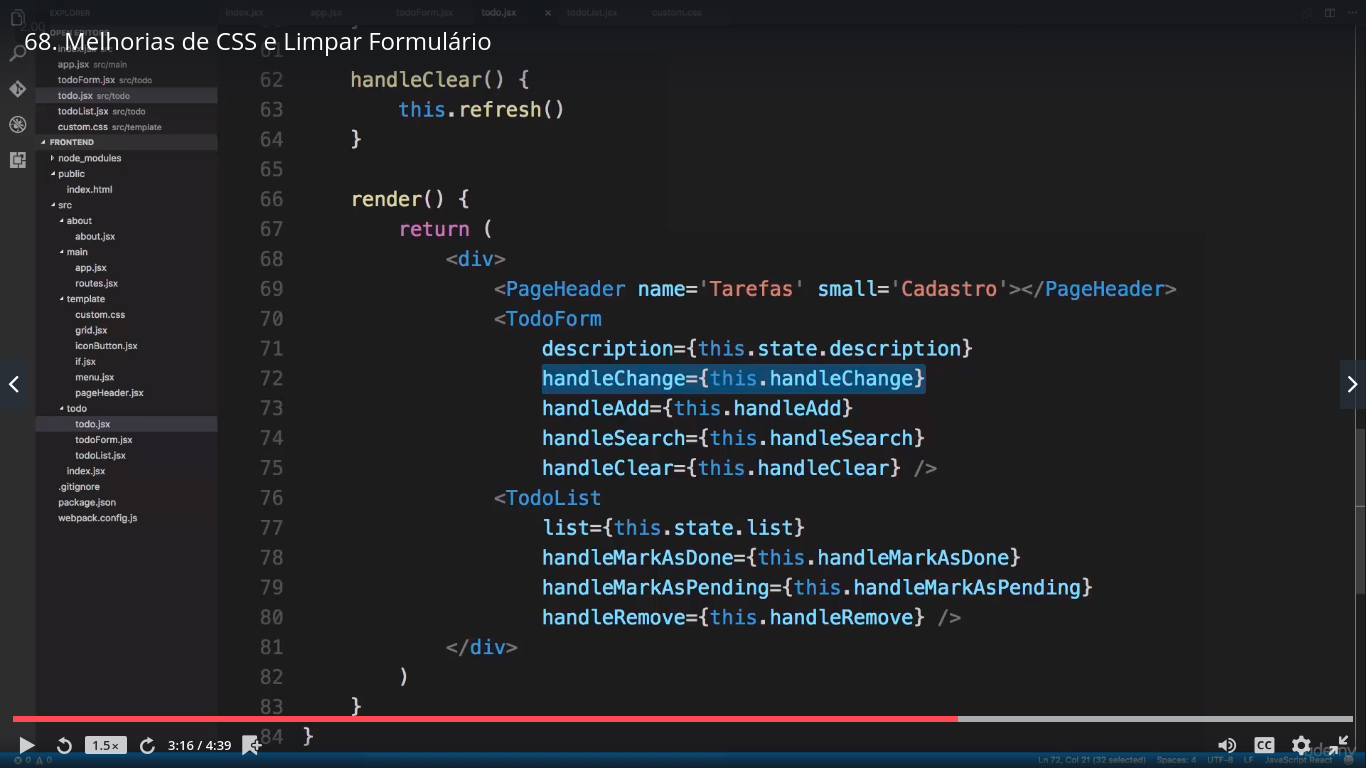 EXPLORER
index.jsx
app.jsx
todoForm.jsx
todo.jsx
todoList.jsx
custom.css
68. Melhorias de CSS e Limpar Formulário
app.jsx src/main
todoForm.jsx src/todo
todo.jsx src/todo
todoList.jsx src/todo
custom.css src/template
FRONTEND
node_modules
public
index.html
src
about
about.jsx
main
app.jsx
routes.jsx
template
custom.css
grid.jsx
iconButton.jsx
if.jsx
menu.jsx
pageHeader.jsx
todo
todo.jsx
todoForm.jsx
todoList.jsx
index.jsx
.gitignore
package.json
webpack.config.js
61
62 handleClear() {
63 this.refresh()
64 }
65
66 render() {
67 return (
68 <div>
69 <PageHeader name='Tarefas' small='Cadastro'></PageHeader>
70 <TodoForm
71 description={this.state.description}
72 handleChange={this.handleChange}
73 handleAdd={this.handleAdd}
74 handleSearch={this.handleSearch}
75 handleClear={this.handleClear} />
76 <TodoList
77 list={this.state.list}
78 handleMarkAsDone={this.handleMarkAsDone}
79 handleMarkAsPending={this.handleMarkAsPending}
80 handleRemove={this.handleRemove} />
81 </div>
82 )
83 }
84 }
1.5×
3:16 / 4:39
CC
0 0
Ln 72, Col 21 (32 selected) Spaces: 4 UTF-8 LF JavaScript React